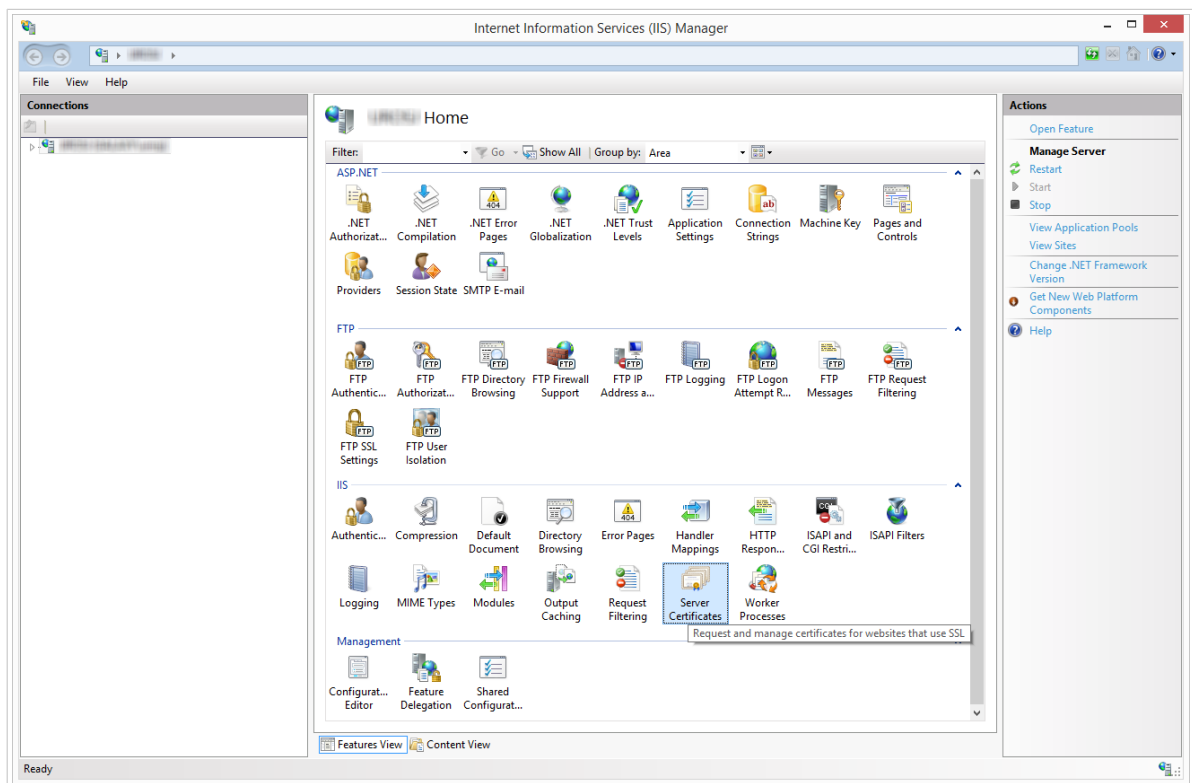 Internet Information Services (IIS) Manager
File View Help
Connections
Home
Filter: Go Show All Group by: Area
ASP.NET
.NET Authorizat...
.NET Compilation
.NET Error Pages
.NET Globalization
.NET Trust Levels
Application Settings
Connection Strings
Machine Key
Pages and Controls
Providers
Session State
SMTP E-mail
FTP
FTP Authentic...
FTP Authorizat...
FTP Directory Browsing
FTP Firewall Support
FTP IP Address a...
FTP Logging
FTP Logon Attempt R...
FTP Messages
FTP Request Filtering
FTP SSL Settings
FTP User Isolation
IIS
Authentic...
Compression
Default Document
Directory Browsing
Error Pages
Handler Mappings
HTTP Respon...
ISAPI and CGI Restri...
ISAPI Filters
Logging
MIME Types
Modules
Output Caching
Request Filtering
Server Certificates
Worker Processes
Request and manage certificates for websites that use SSL
Management
Configurat... Editor
Feature Delegation
Shared Configurat...
Features View Content View
Actions
Open Feature
Manage Server
Restart
Start
Stop
View Application Pools
View Sites
Change .NET Framework
Version
Get New Web Platform
Components
Help
Ready